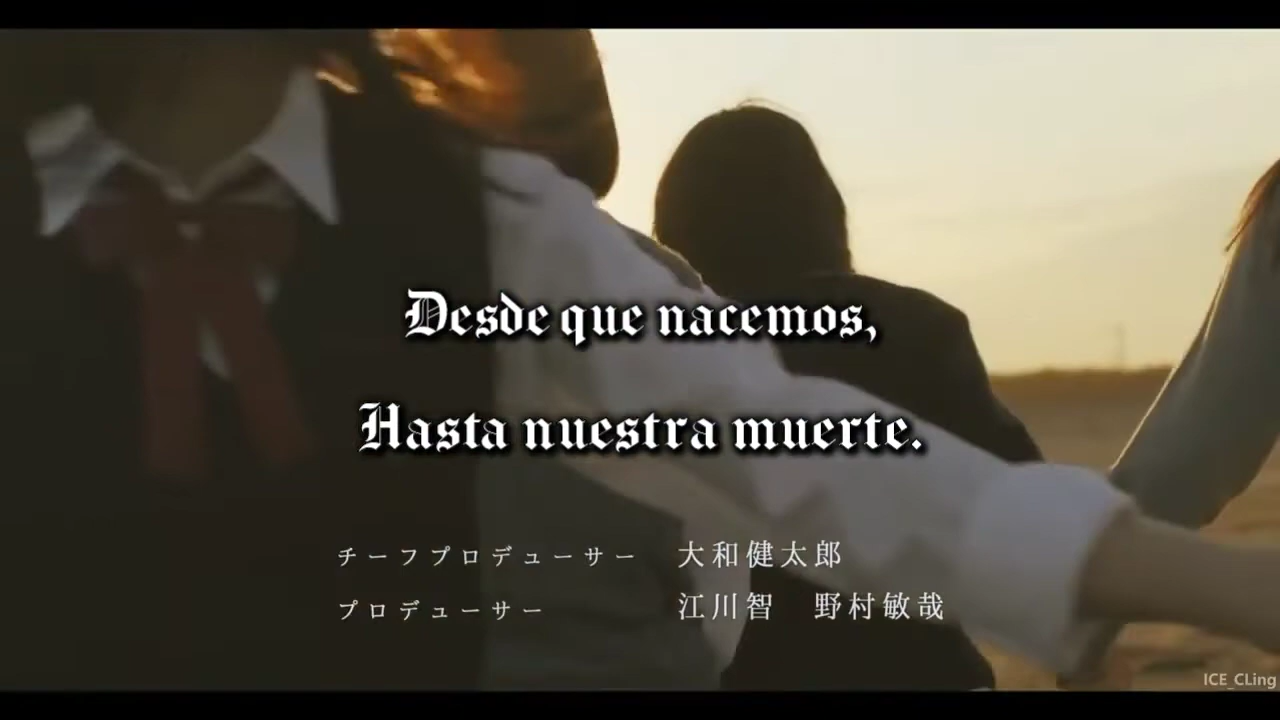 Desde que nacemos,
Hasta nuestra muerte.
チーフプロデューサー 大和健太郎
プロデューサー 江川智 野村敏哉
ICE_CLing